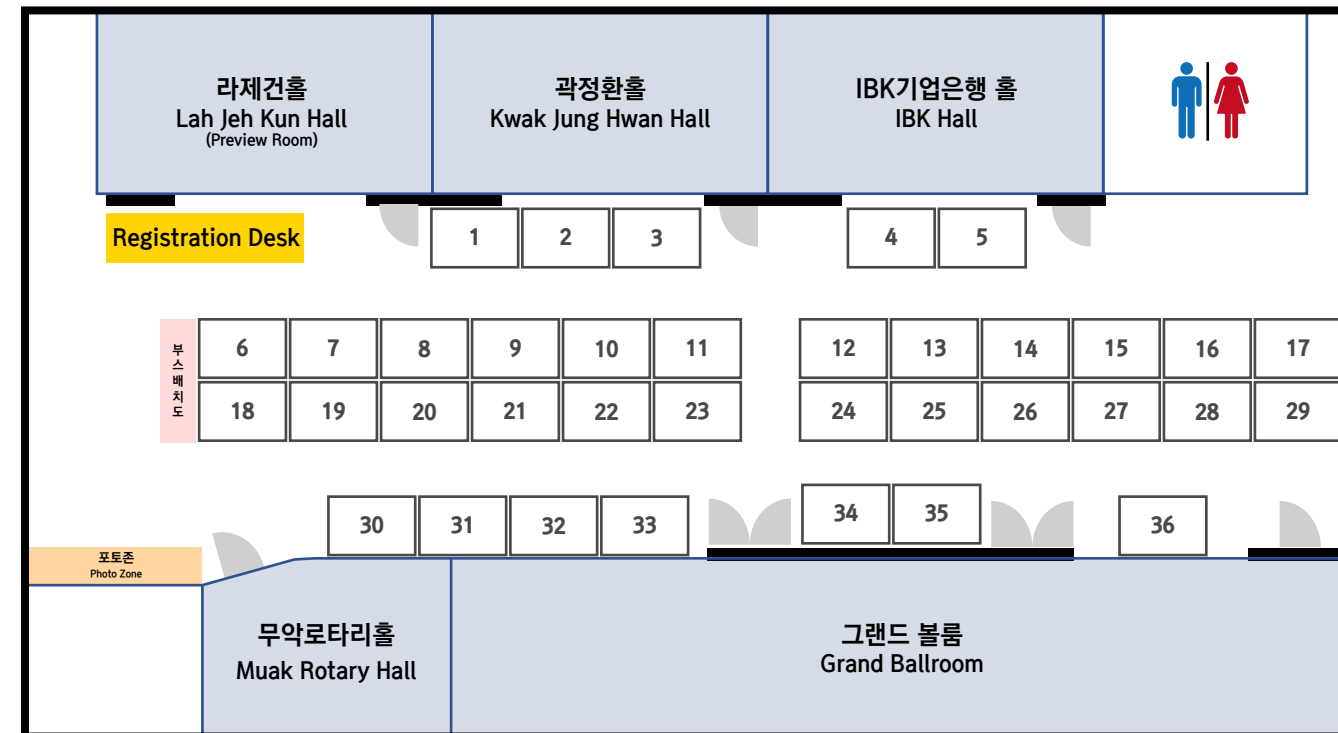 라제건홀
Lah Jeh Kun Hall
(Preview Room)
곽정환홀
Kwak Jung Hwan Hall
IBK기업은행 홀
IBK Hall
Registration Desk
1 2 3 4 5
부스배치도
6 7 8 9 10 11 12 13 14 15 16 17
18 19 20 21 22 23 24 25 26 27 28 29
30 31 32 33 34 35 36
포토존
Photo Zone
무악로타리홀
Muak Rotary Hall
그랜드 볼룸
Grand Ballroom